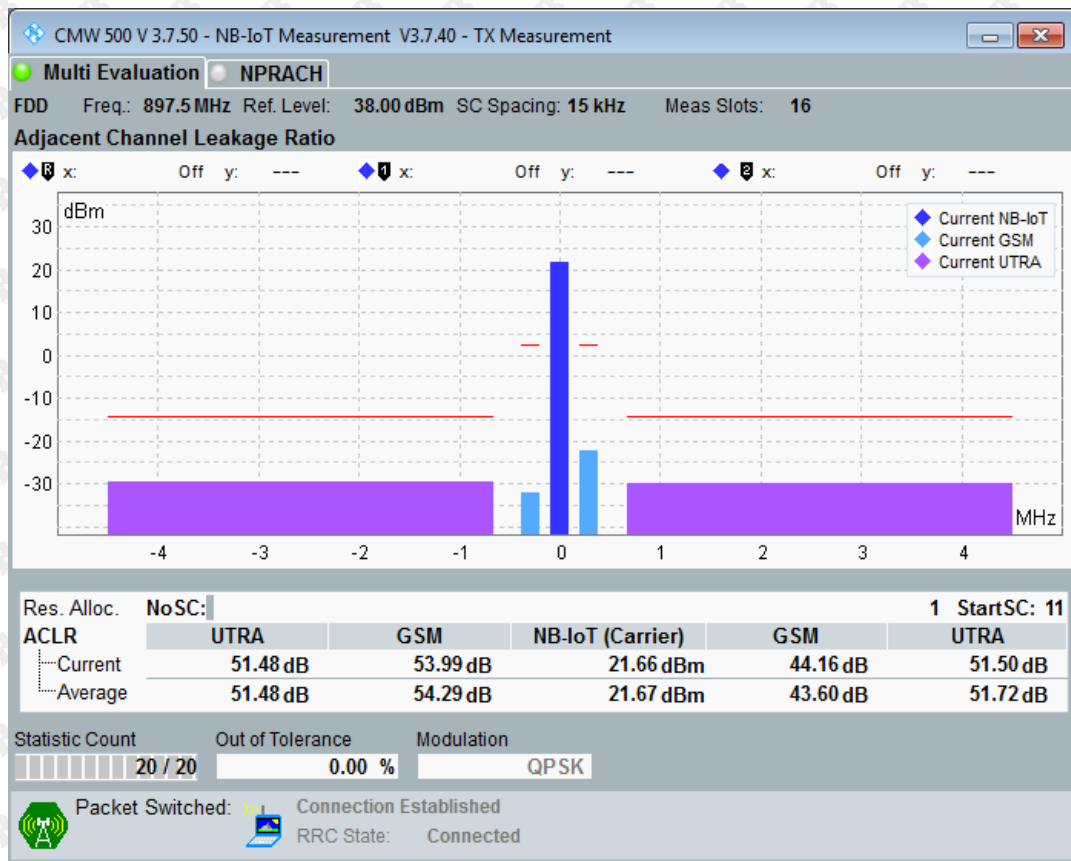 CMW 500 V 3.7.50 - NB-IoT Measurement V3.7.40 - TX Measurement
Multi Evaluation NPRACH
FDD Freq.: 897.5 MHz Ref. Level: 38.00 dBm SC Spacing: 15 kHz Meas Slots: 16
Adjacent Channel Leakage Ratio
R x: Off y: --- 1 x: Off y: --- 2 x: Off y: ---
dBm
Current NB-IoT
Current GSM
Current UTRA
30
20
10
0
-10
-20
-30
MHz
-4 -3 -2 -1 0 1 2 3 4
Res. Alloc. NoSC: 1 StartSC: 11
ACLR UTRA GSM NB-IoT (Carrier) GSM UTRA
Current 51.48 dB 53.99 dB 21.66 dBm 44.16 dB 51.50 dB
Average 51.48 dB 54.29 dB 21.67 dBm 43.60 dB 51.72 dB
Statistic Count Out of Tolerance Modulation
20 / 20 0.00 % QPSK
Packet Switched: Connection Established
RRC State: Connected